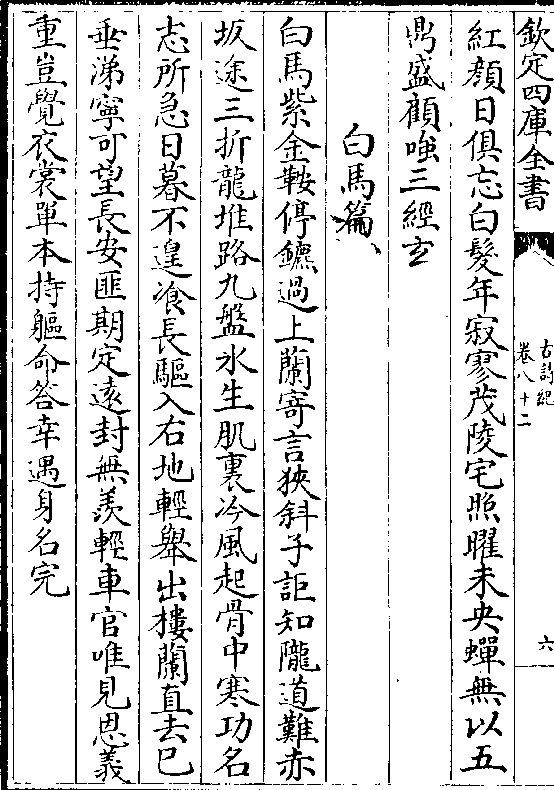 欽定四庫全書
古詩紀
卷八十二
六
紅顔日俱忘白髮年寂寥茂陵宅照曜未央蟬無以五
鼎盛顧嗤三經玄
白馬篇
白馬紫金鞍停鑣過上蘭寄言狹斜子詎知隴道難赤
坂途三折龍堆路九盤氷生肌裏冷風起骨中寒功名
志所急日暮不遑飡長驅入右地輕舉出樓蘭直去已
垂涕寧可望長安匪期定遠封無羨輕車官唯見恩義
重豈覺衣裳單本持軀命答幸遇身名完